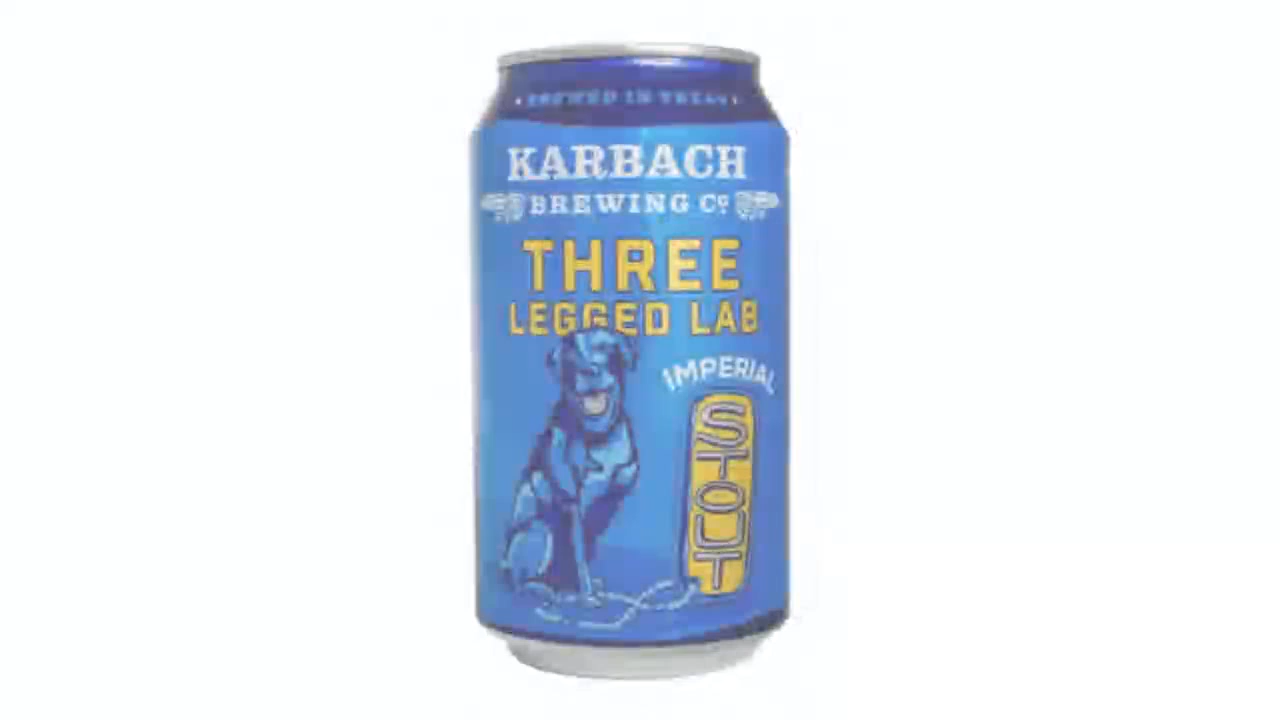 BREWED IN TEXAS
KARBACH
BREWING Cº
THREE
LEGGED LAB
IMPERIAL
STOUT